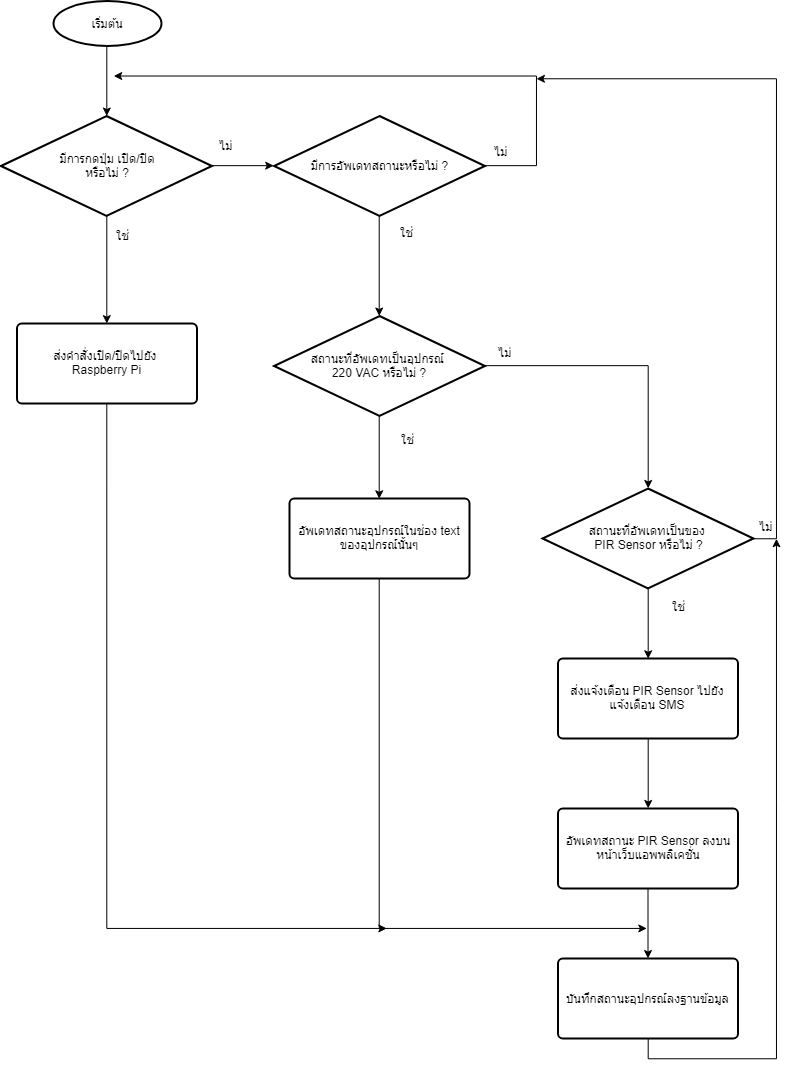 เริ่มต้น
มีการกดปุ่ม เปิด/ปิด
หรือไม่ ?
ไม่
มีการอัพเดทสถานะหรือไม่ ?
ไม่
ใช่
ใช่
ส่งคำสั่งเปิด/ปิดไปยัง
Raspberry Pi
สถานะที่อัพเดทเป็นอุปกรณ์
220 VAC หรือไม่ ?
ไม่
ใช่
อัพเดทสถานะอุปกรณ์ในช่อง text
ของอุปกรณ์นั้นๆ
สถานะที่อัพเดทเป็นของ
PIR Sensor หรือไม่ ?
ไม่
ใช่
ส่งแจ้งเตือน PIR Sensor ไปยัง
แจ้งเตือน SMS
อัพเดทสถานะ PIR Sensor ลงบน
หน้าเว็บแอพพลิเคชั่น
บันทึกสถานะอุปกรณ์ลงฐานข้อมูล